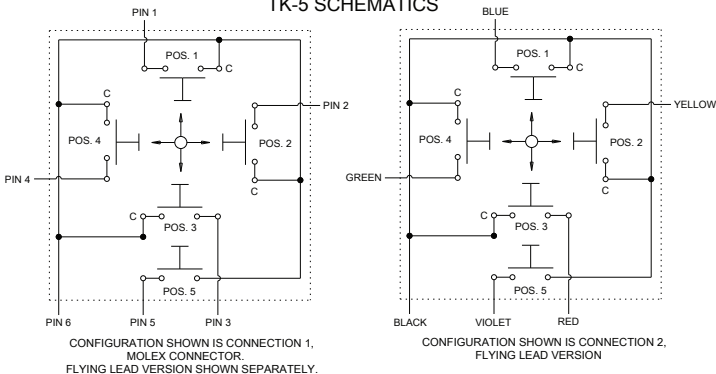 TK-5 SCHEMATICS
PIN 1
POS. 1
C
C
PIN 2
POS. 4
POS. 2
PIN 4
C
C
POS. 3
POS. 5
PIN 6
PIN 5
PIN 3
CONFIGURATION SHOWN IS CONNECTION 1,
MOLEX CONNECTOR.
FLYING LEAD VERSION SHOWN SEPARATELY.
BLUE
POS. 1
C
C
YELLOW
POS. 4
POS. 2
GREEN
C
C
POS. 3
POS. 5
BLACK
VIOLET
RED
CONFIGURATION SHOWN IS CONNECTION 2,
FLYING LEAD VERSION